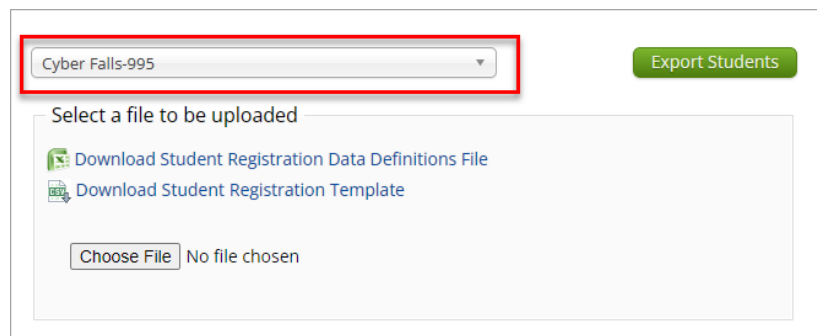 Cyber Falls-995
Export Students
Select a file to be uploaded
Download Student Registration Data Definitions File
CSV Download Student Registration Template
Choose File No file chosen